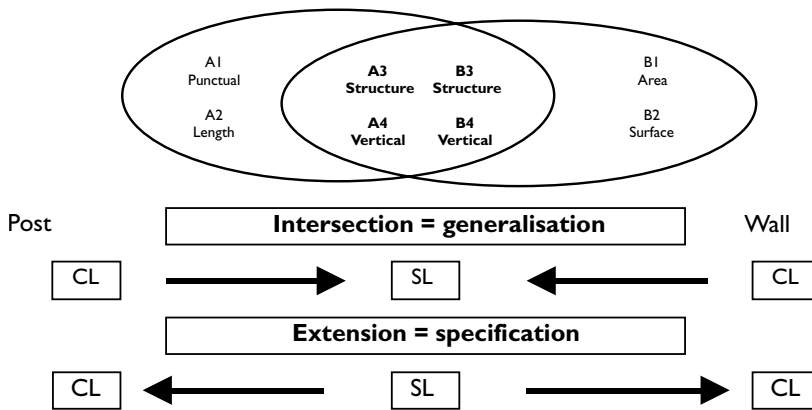 A1
Punctual
A3
Structure
B3
Structure
B1
Area
A2
Length
A4
Vertical
B4
Vertical
B2
Surface
Post
Intersection = generalisation
Wall
CL
SL
CL
Extension = specification
CL
SL
CL